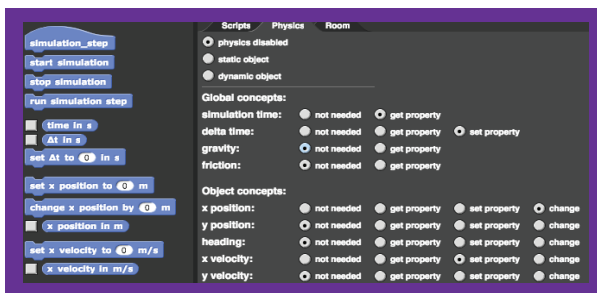 Scripts Physics Room
simulation_step
start simulation
stop simulation
run simulation step
time in s
Δt in s
set Δt to 0 in s
set x position to 0 m
change x position by 0 m
x position in m
set x velocity to 0 m/s
x velocity in m/s
physics disabled
static object
dynamic object
Global concepts:
simulation time: not needed get property
delta time: not needed get property set property
gravity: not needed get property
friction: not needed get property
Object concepts:
x position: not needed get property set property change
y position: not needed get property set property change
heading: not needed get property set property change
x velocity: not needed get property set property change
y velocity: not needed get property set property change